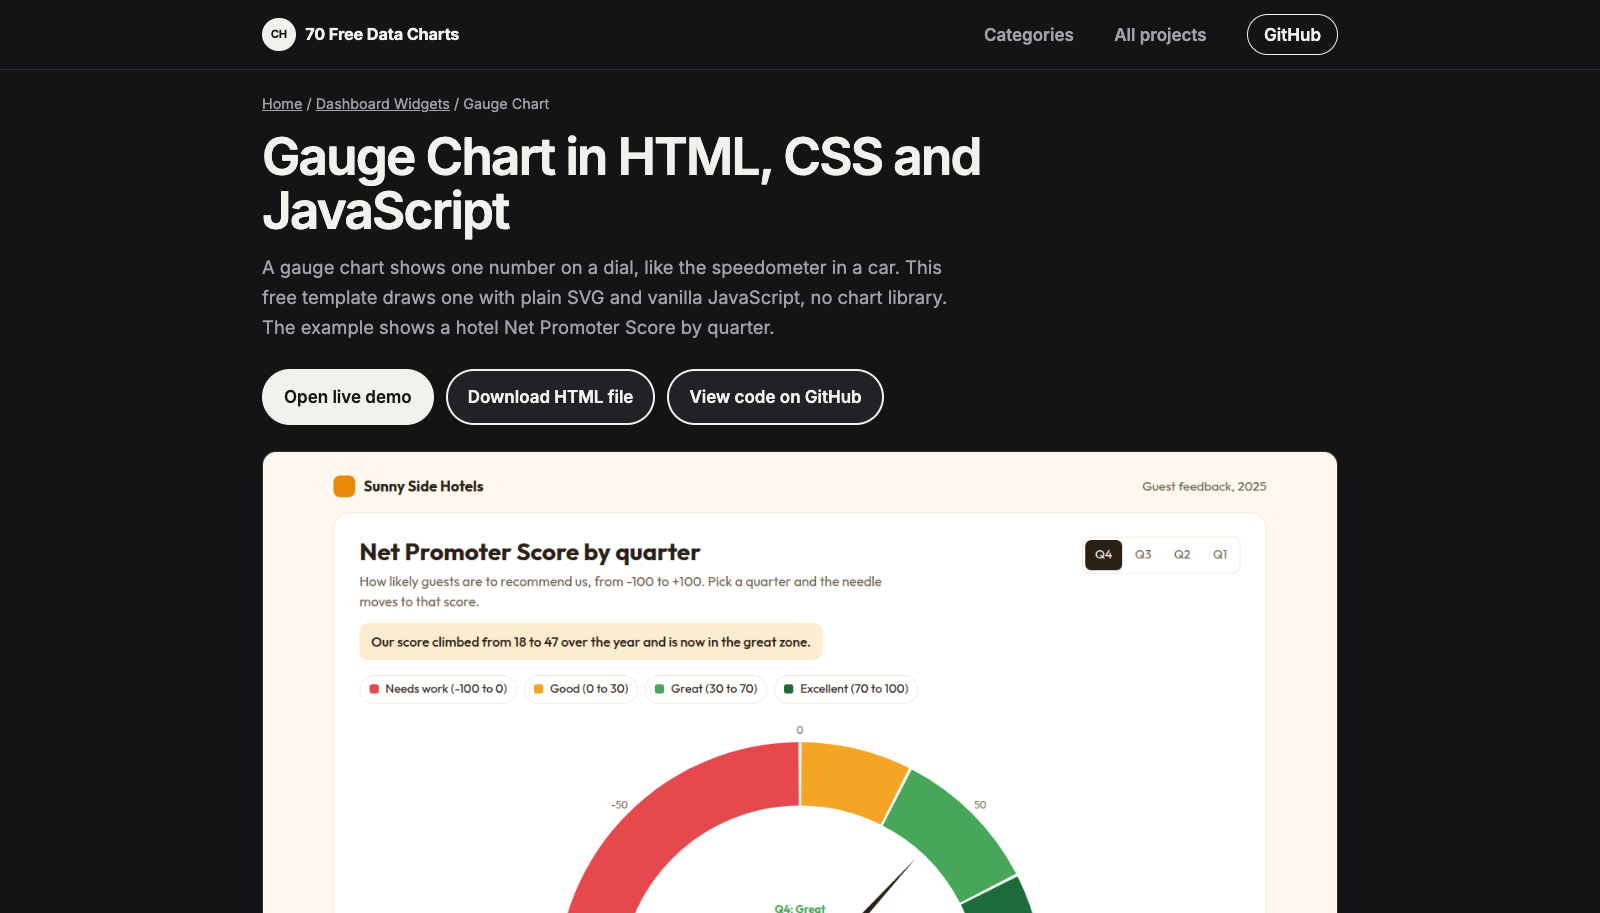 CH 70 Free Data Charts
Categories All projects GitHub
Home / Dashboard Widgets / Gauge Chart
Gauge Chart in HTML, CSS and
JavaScript
A gauge chart shows one number on a dial, like the speedometer in a car. This
free template draws one with plain SVG and vanilla JavaScript, no chart library.
The example shows a hotel Net Promoter Score by quarter.
Open live demo Download HTML file View code on GitHub
Sunny Side Hotels Guest feedback, 2025
Net Promoter Score by quarter Q4 Q3 Q2 Q1
How likely guests are to recommend us, from -100 to +100. Pick a quarter and the needle
moves to that score.
Our score climbed from 18 to 47 over the year and is now in the great zone.
Needs work (-100 to 0) Good (0 to 30) Great (30 to 70) Excellent (70 to 100)
0
-50 50
Q4: Great